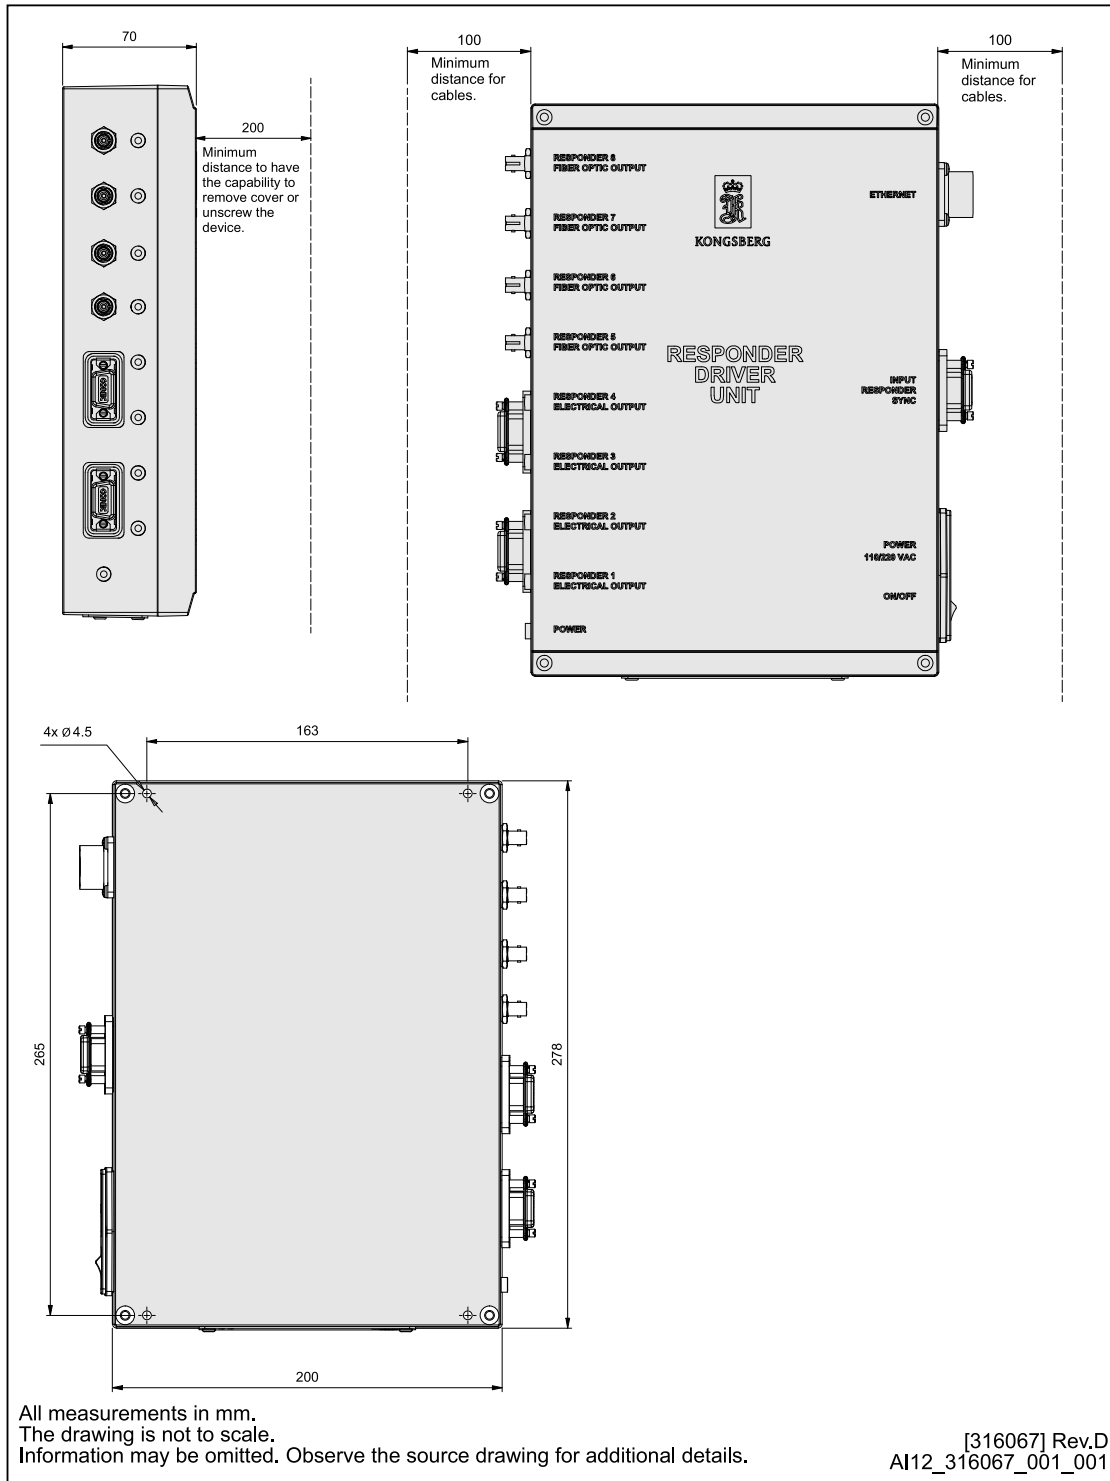 70
200
Minimum
distance to have
the capability to
remove cover or
unscrew the
device.
100
Minimum
distance for
cables.
100
Minimum
distance for
cables.
RESPONDER 8
FIBER OPTIC OUTPUT
RESPONDER 7
FIBER OPTIC OUTPUT
RESPONDER 6
FIBER OPTIC OUTPUT
RESPONDER 5
FIBER OPTIC OUTPUT
RESPONDER 4
ELECTRICAL OUTPUT
RESPONDER 3
ELECTRICAL OUTPUT
RESPONDER 2
ELECTRICAL OUTPUT
RESPONDER 1
ELECTRICAL OUTPUT
POWER
KONGSBERG
RESPONDER
DRIVER
UNIT
ETHERNET
INPUT
RESPONDER
SYNC
POWER
ON/OFF
4x Ø 4.5
163
265
278
200
All measurements in mm.
The drawing is not to scale.
Information may be omitted. Observe the source drawing for additional details.
[316067] Rev.D
AI12_316067_001_001